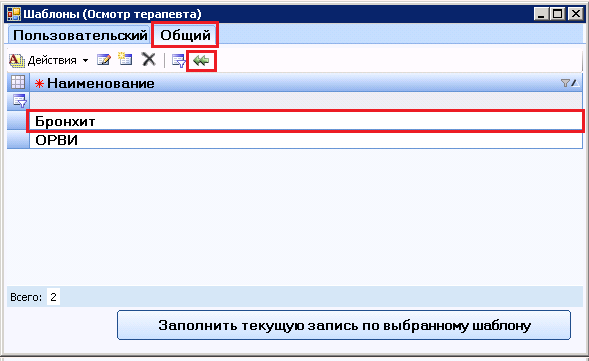 Шаблоны (Осмотр терапевта)
Пользовательский Общий
Действия
Наименование
Бронхит
ОРВИ
Всего: 2
Заполнить текущую запись по выбранному шаблону